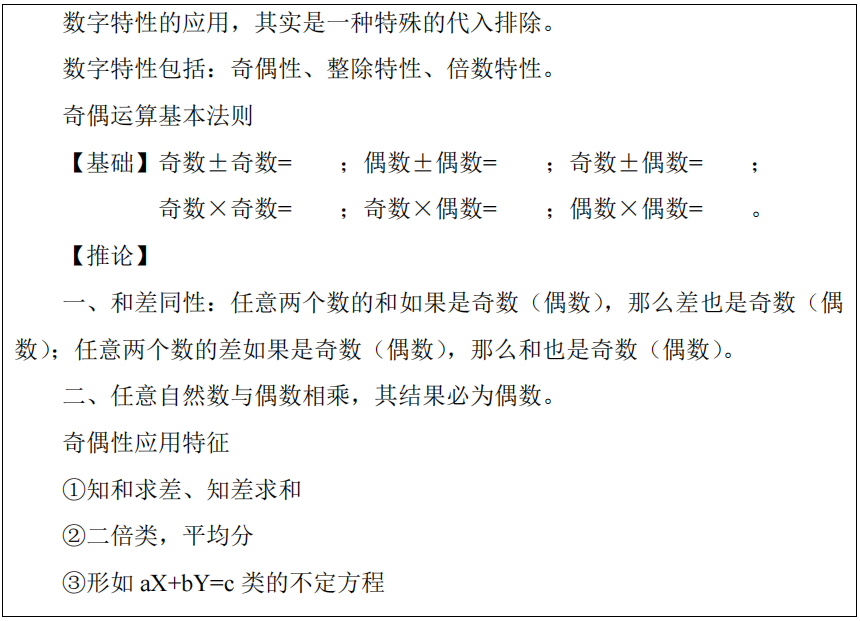 数字特性的应用，其实是一种特殊的代入排除。
数字特性包括：奇偶性、整除特性、倍数特性。
奇偶运算基本法则
【基础】奇数±奇数=　　；偶数±偶数=　　；奇数±偶数=　　；
奇数×奇数=　　；奇数×偶数=　　；偶数×偶数=　　。
【推论】
一、和差同性：任意两个数的和如果是奇数（偶数），那么差也是奇数（偶
数）；任意两个数的差如果是奇数（偶数），那么和也是奇数（偶数）。
二、任意自然数与偶数相乘，其结果必为偶数。
奇偶性应用特征
①知和求差、知差求和
②二倍类，平均分
③形如 aX+bY=c 类的不定方程